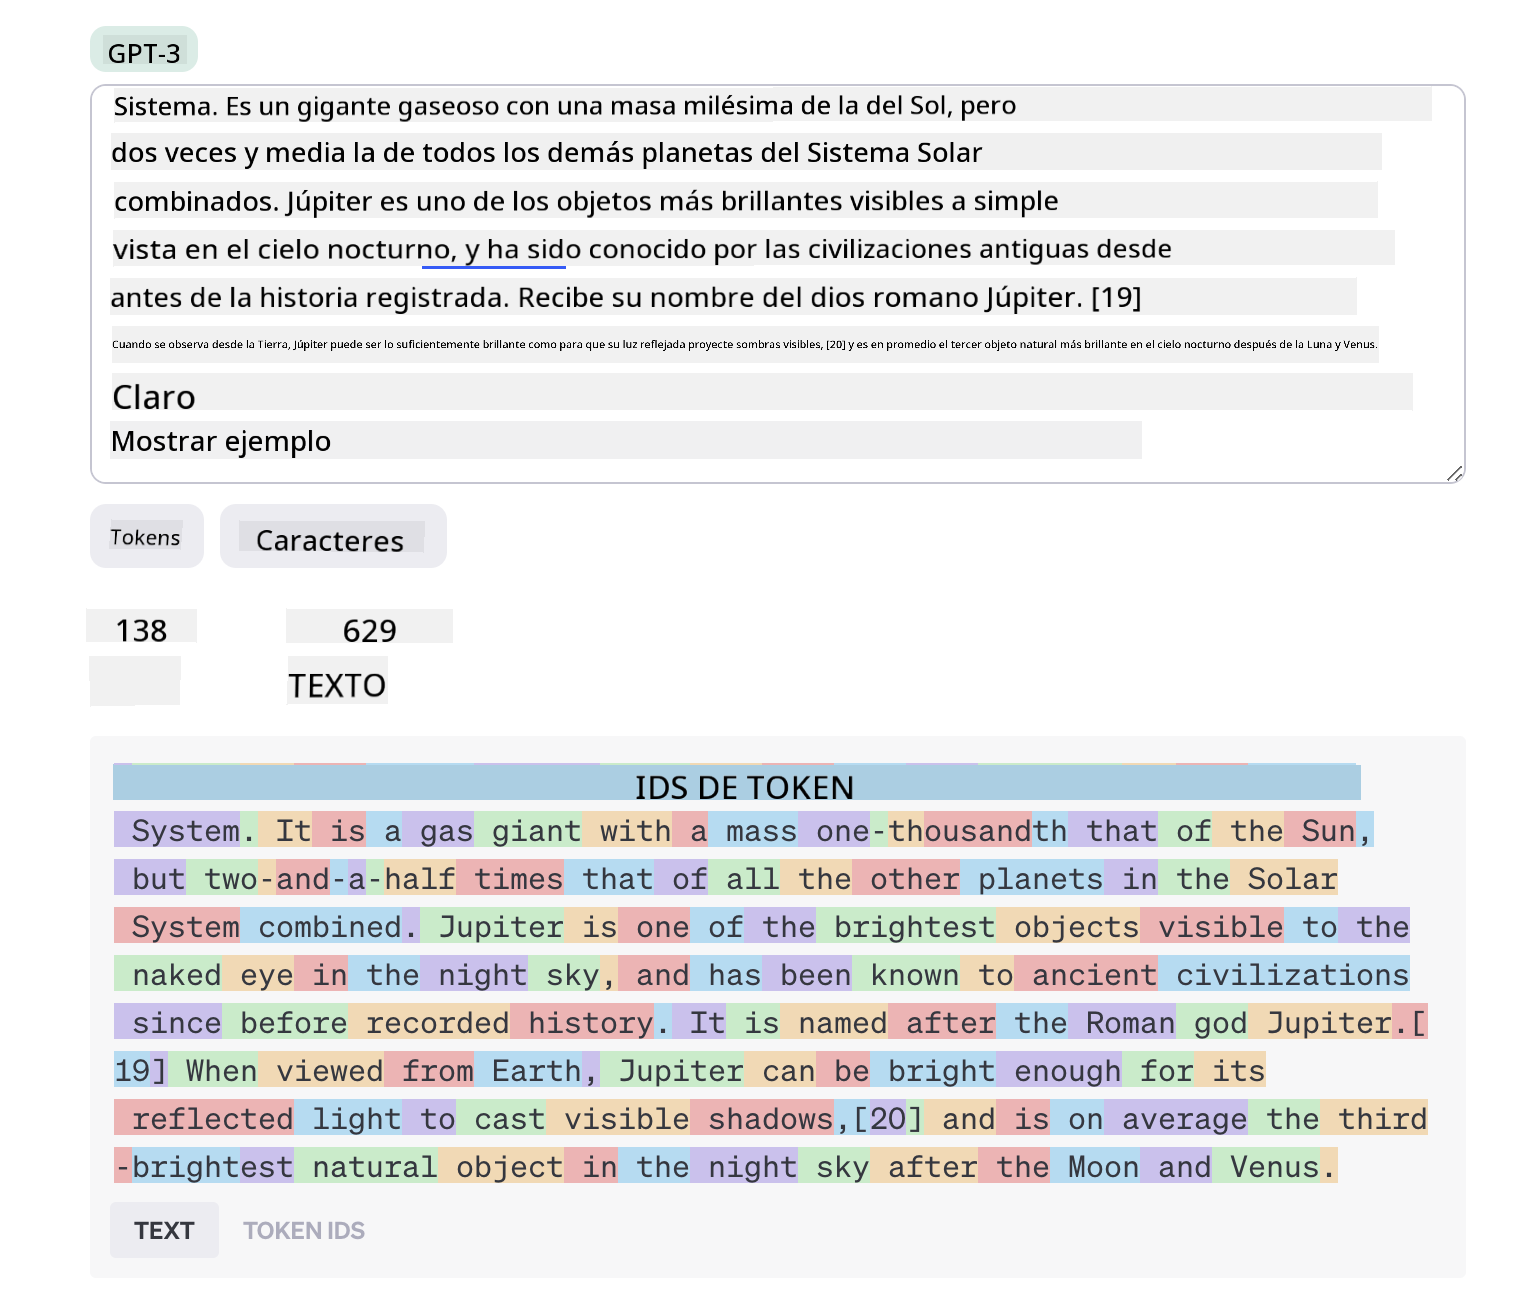 GPT-3
Sistema. Es un gigante gaseoso con una masa milésima de la del Sol, pero
dos veces y media la de todos los demás planetas del Sistema Solar
combinados. Júpiter es uno de los objetos más brillantes visibles a simple
vista en el cielo nocturno, y ha sido conocido por las civilizaciones antiguas desde
antes de la historia registrada. Recibe su nombre del dios romano Júpiter. [19]
Cuando se observa desde la Tierra, Júpiter puede ser lo suficientemente brillante como para que su luz reflejada proyecte sombras visibles, [20] y es en promedio el tercer objeto natural más brillante en el cielo nocturno después de la Luna y Venus.
Claro
Mostrar ejemplo
Tokens Caracteres
138 629
TEXTO
IDS DE TOKEN
System. It is a gas giant with a mass one-thousandth that of the Sun,
but two-and-a-half times that of all the other planets in the Solar
System combined. Jupiter is one of the brightest objects visible to the
naked eye in the night sky, and has been known to ancient civilizations
since before recorded history. It is named after the Roman god Jupiter.[
19] When viewed from Earth, Jupiter can be bright enough for its
reflected light to cast visible shadows,[20] and is on average the third
-brightest natural object in the night sky after the Moon and Venus.
TEXT TOKEN IDS